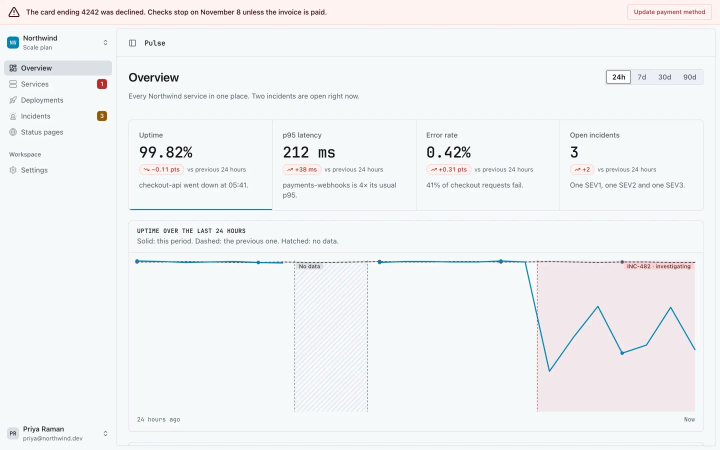 The card ending 4242 was declined. Checks stop on November 8 unless the invoice is paid.
Update payment method
NN
Northwind
Scale plan
Overview
Services
1
Deployments
Incidents
3
Status pages
Workspace
Settings
PR
Priya Raman
priya@northwind.dev
Pulse
Overview
24h
7d
30d
90d
Every Northwind service in one place. Two incidents are open right now.
Uptime
99.82%
−0.11 pts
vs previous 24 hours
checkout-api went down at 05:41.
p95 latency
212 ms
+38 ms
vs previous 24 hours
payments-webhooks is 4× its usual
p95.
Error rate
0.42%
+0.31 pts
vs previous 24 hours
41% of checkout requests fail.
Open incidents
3
+2
vs previous 24 hours
One SEV1, one SEV2 and one SEV3.
UPTIME OVER THE LAST 24 HOURS
Solid: this period. Dashed: the previous one. Hatched: no data.
No data
INC-482 · investigating
24 hours ago
Now